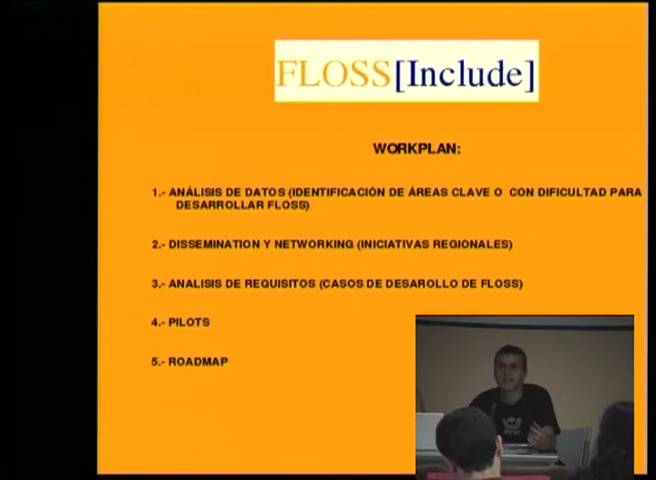 FLOSS[Include]
WORKPLAN:
1.- ANÁLISIS DE DATOS (IDENTIFICACIÓN DE ÁREAS CLAVE O CON DIFICULTAD PARA
DESARROLLAR FLOSS)
2.- DISSEMINATION Y NETWORKING (INICIATIVAS REGIONALES)
3.- ANALISIS DE REQUISITOS (CASOS DE DESAROLLO DE FLOSS)
4.- PILOTS
5.- ROADMAP